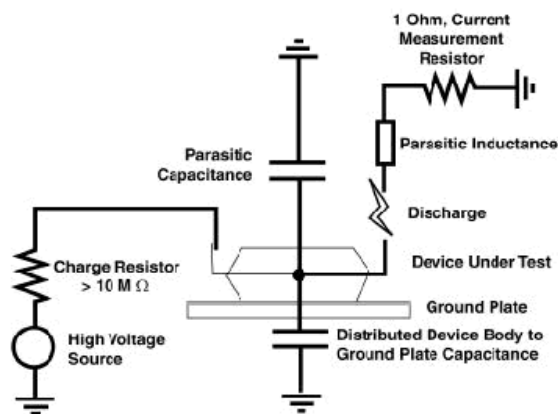 1 Ohm, Current
Measurement
Resistor
Parasitic Inductance
Parasitic
Capacitance
Discharge
Charge Resistor
> 10 M Ω
Device Under Test
Ground Plate
High Voltage
Source
Distributed Device Body to
Ground Plate Capacitance